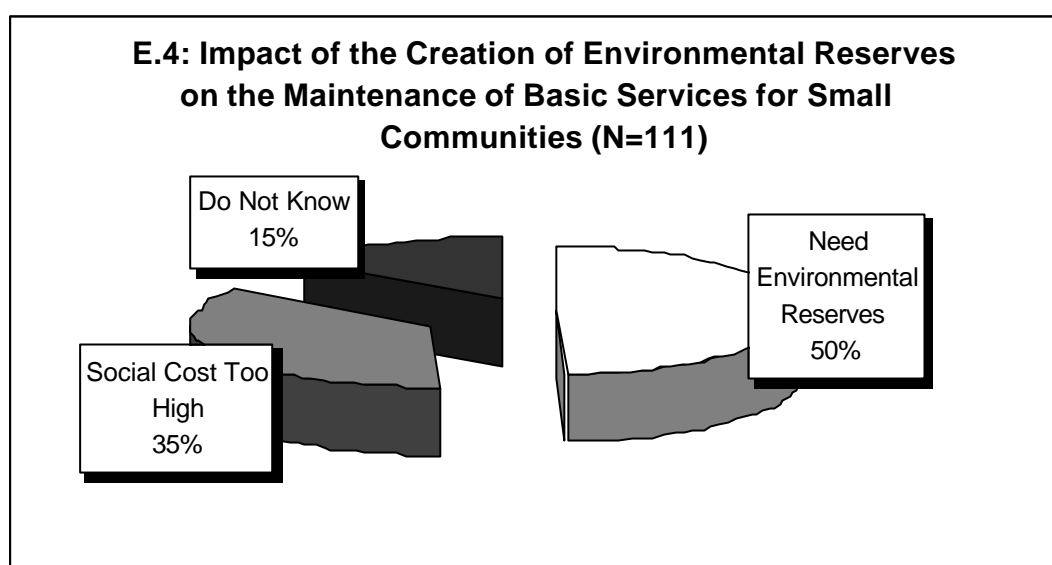 E.4: Impact of the Creation of Environmental Reserves
on the Maintenance of Basic Services for Small
Communities (N=111)
Do Not Know
15%
Need
Environmental
Reserves
50%
Social Cost Too
High
35%